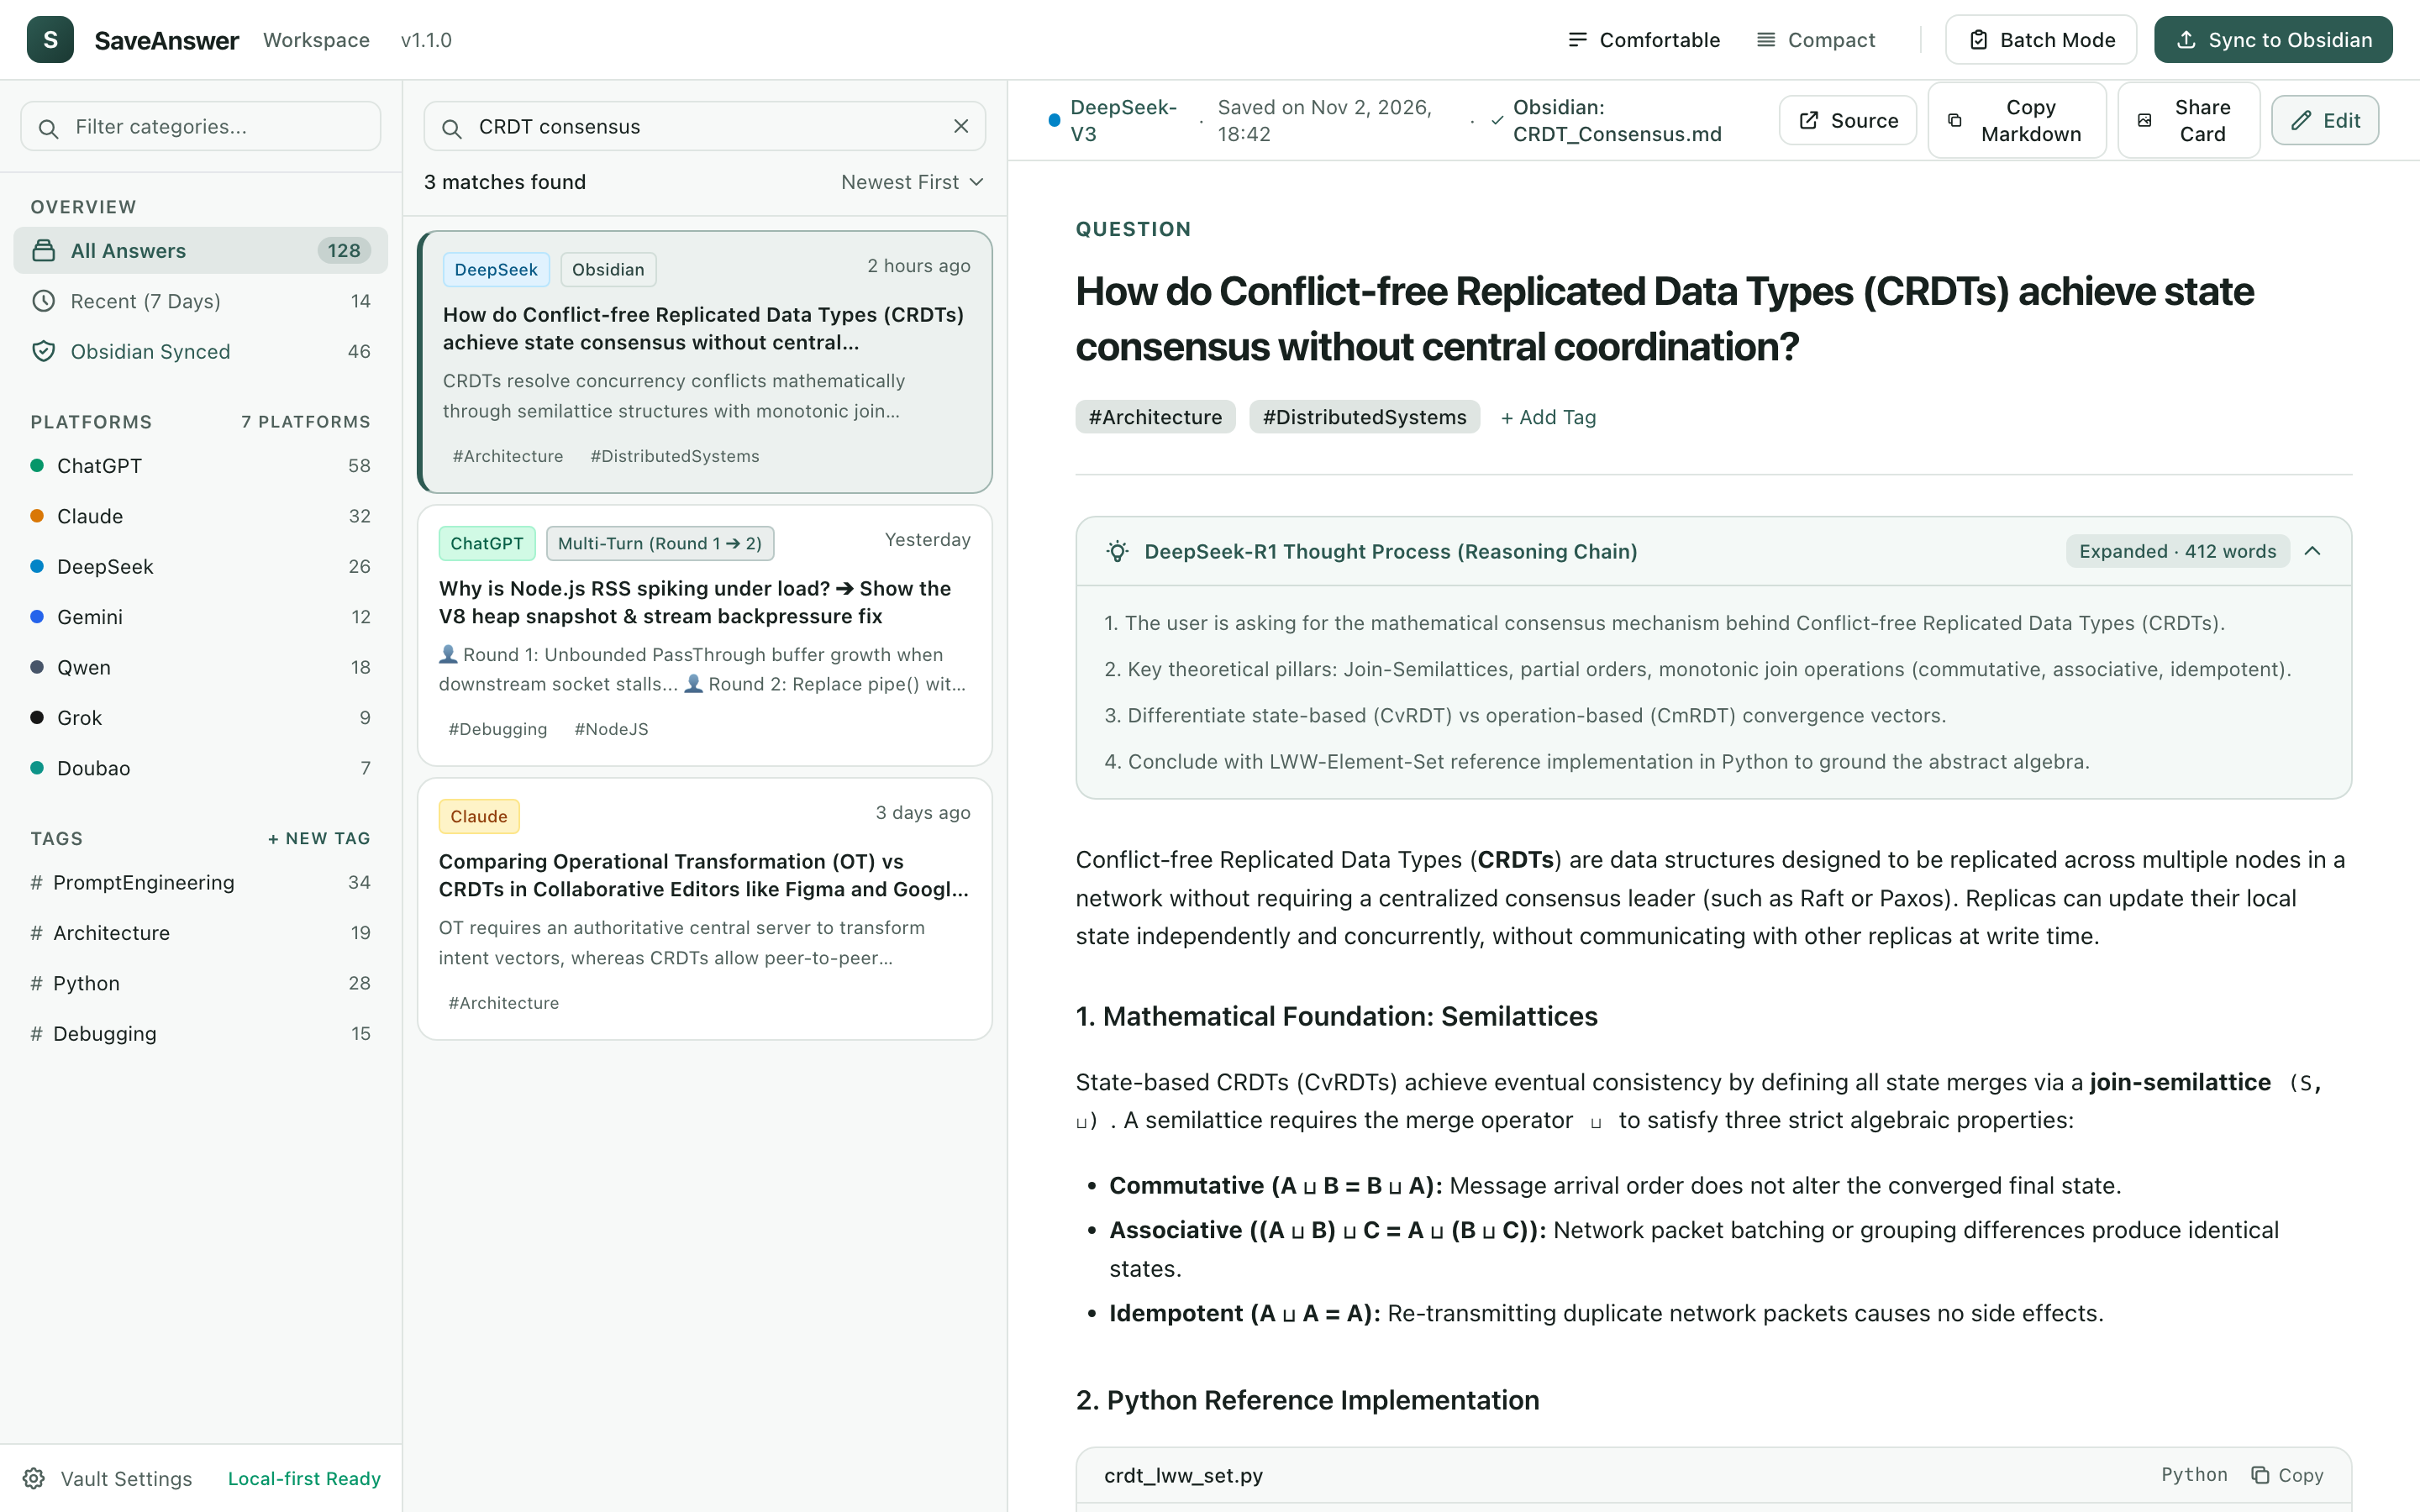 S SaveAnswer Workspace v1.1.0
Comfortable Compact Batch Mode Sync to Obsidian
Filter categories...
OVERVIEW
All Answers 128
Recent (7 Days) 14
Obsidian Synced 46
PLATFORMS 7 PLATFORMS
ChatGPT 58
Claude 32
DeepSeek 26
Gemini 12
Qwen 18
Grok 9
Doubao 7
TAGS + NEW TAG
# PromptEngineering 34
# Architecture 19
# Python 28
# Debugging 15
Vault Settings Local-first Ready
CRDT consensus
3 matches found Newest First
DeepSeek Obsidian 2 hours ago
How do Conflict-free Replicated Data Types (CRDTs)
achieve state consensus without central...
CRDTs resolve concurrency conflicts mathematically
through semilattice structures with monotonic join...
#Architecture #DistributedSystems
ChatGPT Multi-Turn (Round 1 ➔ 2) Yesterday
Why is Node.js RSS spiking under load? ➔ Show the
V8 heap snapshot & stream backpressure fix
👤 Round 1: Unbounded PassThrough buffer growth when
downstream socket stalls... 👤 Round 2: Replace pipe() wit...
#Debugging #NodeJS
Claude 3 days ago
Comparing Operational Transformation (OT) vs
CRDTs in Collaborative Editors like Figma and Googl...
OT requires an authoritative central server to transform
intent vectors, whereas CRDTs allow peer-to-peer...
#Architecture
DeepSeek-
V3
·
Saved on Nov 2, 2026,
18:42
·
✓ Obsidian:
CRDT_Consensus.md
Source
Copy
Markdown
Share
Card
Edit
QUESTION
How do Conflict-free Replicated Data Types (CRDTs) achieve state
consensus without central coordination?
#Architecture #DistributedSystems + Add Tag
DeepSeek-R1 Thought Process (Reasoning Chain) Expanded · 412 words
1. The user is asking for the mathematical consensus mechanism behind Conflict-free Replicated Data Types (CRDTs).
2. Key theoretical pillars: Join-Semilattices, partial orders, monotonic join operations (commutative, associative, idempotent).
3. Differentiate state-based (CvRDT) vs operation-based (CmRDT) convergence vectors.
4. Conclude with LWW-Element-Set reference implementation in Python to ground the abstract algebra.
Conflict-free Replicated Data Types (CRDTs) are data structures designed to be replicated across multiple nodes in a
network without requiring a centralized consensus leader (such as Raft or Paxos). Replicas can update their local
state independently and concurrently, without communicating with other replicas at write time.
1. Mathematical Foundation: Semilattices
State-based CRDTs (CvRDTs) achieve eventual consistency by defining all state merges via a join-semilattice (S,
⊔) . A semilattice requires the merge operator ⊔ to satisfy three strict algebraic properties:
• Commutative (A ⊔ B = B ⊔ A): Message arrival order does not alter the converged final state.
• Associative ((A ⊔ B) ⊔ C = A ⊔ (B ⊔ C)): Network packet batching or grouping differences produce identical
states.
• Idempotent (A ⊔ A = A): Re-transmitting duplicate network packets causes no side effects.
2. Python Reference Implementation
crdt_lww_set.py Python Copy